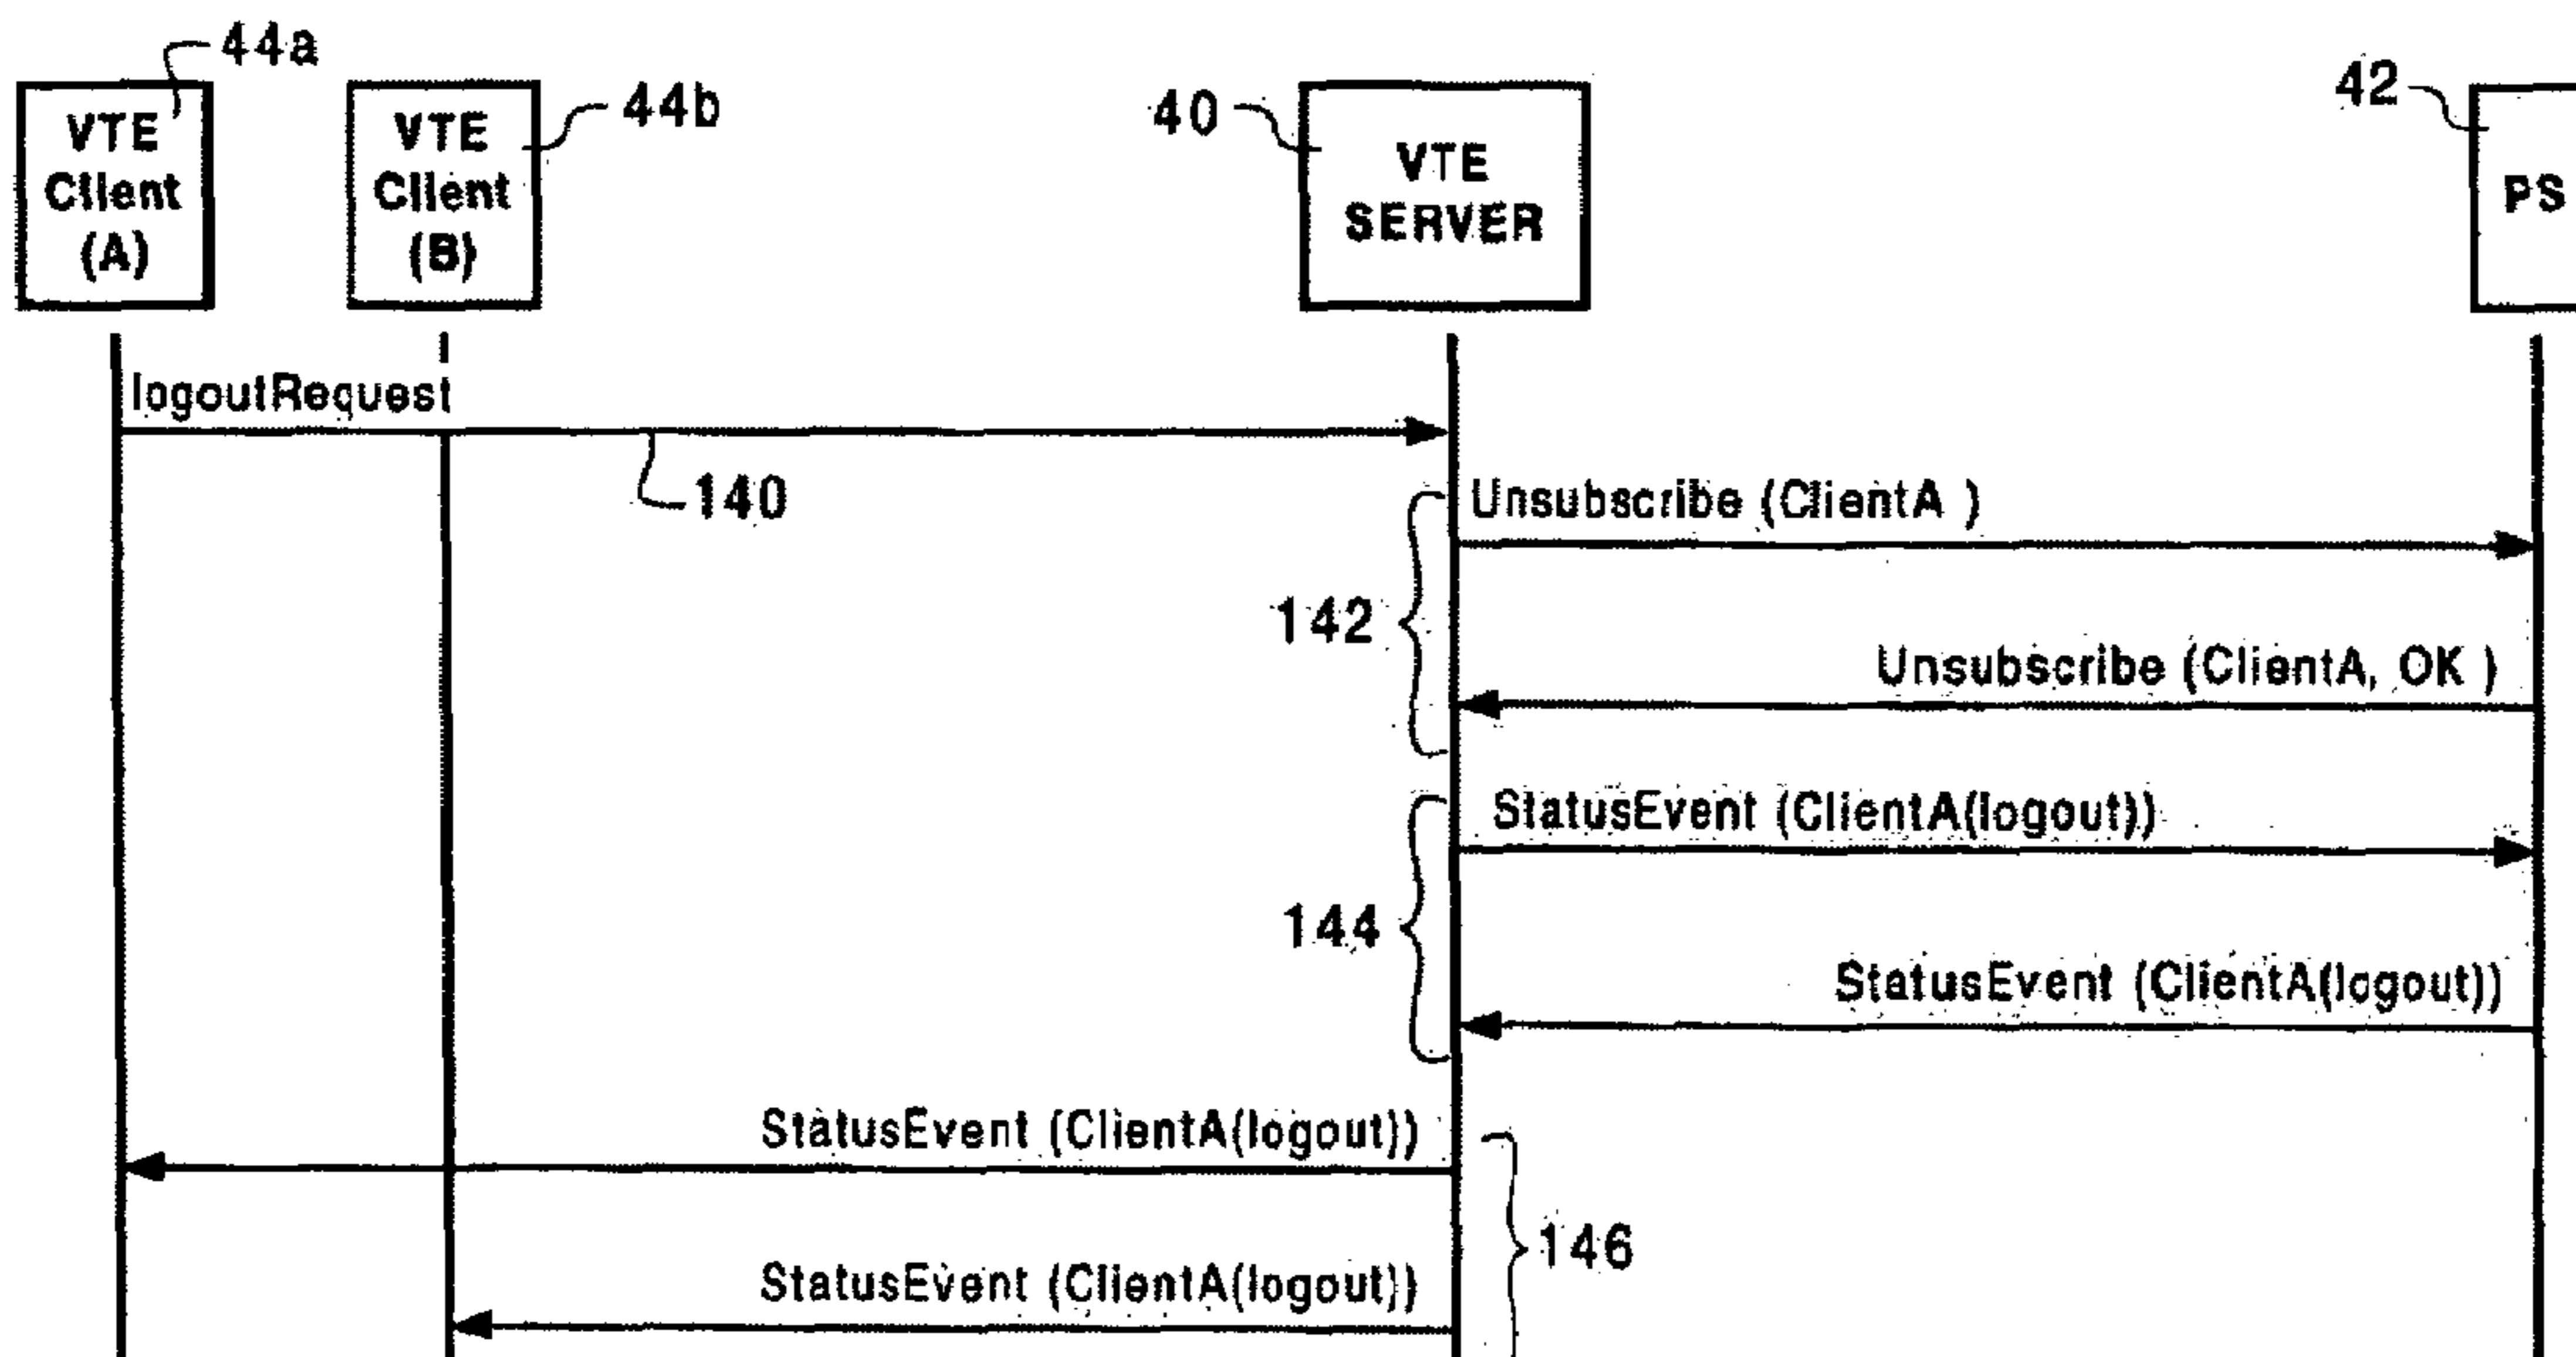 44a
44b
40
42
VTE
Client
(A)
VTE
Client
(B)
VTE
SERVER
PS
logoutRequest
140
Unsubscribe (ClientA )
142
Unsubscribe (ClientA, OK )
StatusEvent (ClientA(logout))
144
StatusEvent (ClientA(logout))
StatusEvent (ClientA(logout))
146
StatusEvent (ClientA(logout))